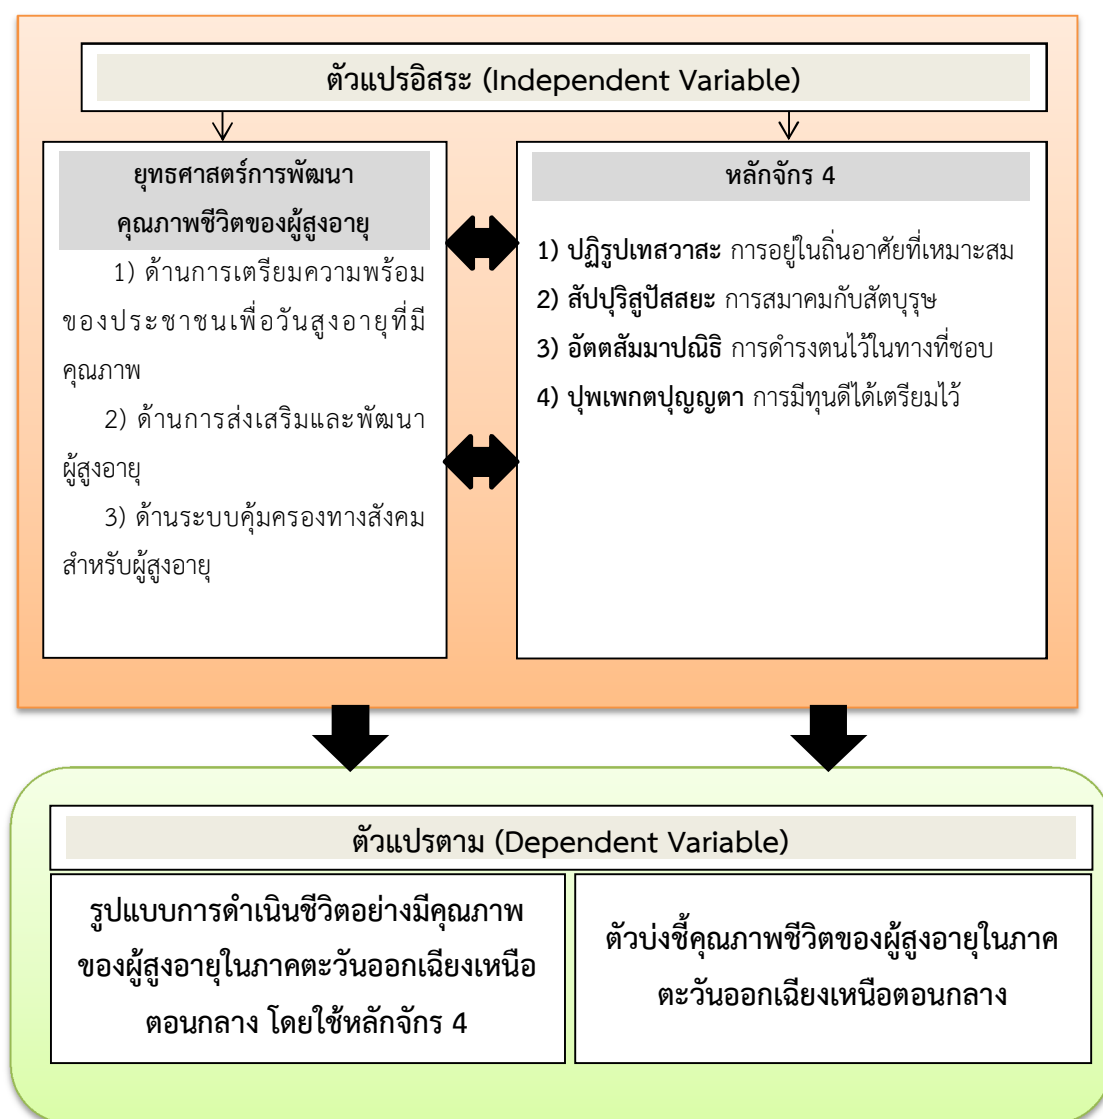 ตัวแปรอิสระ (Independent Variable)
ยุทธศาสตร์การพัฒนา
คุณภาพชีวิตของผู้สูงอายุ
1) ด้านการเตรียมความพร้อม
ของประชาชนเพื่อวันสูงอายุที่มี
คุณภาพ
2) ด้านการส่งเสริมและพัฒนา
ผู้สูงอายุ
3) ด้านระบบคุ้มครองทางสังคม
สำหรับผู้สูงอายุ
หลักจักร 4
1) ปฏิรูปเทสวาสะ การอยู่ในถิ่นอาศัยที่เหมาะสม
2) สัปปุริสูปัสสยะ การสมาคมกับสัตบุรุษ
3) อัตตสัมมาปณิธิ การดำรงตนไว้ในทางที่ชอบ
4) ปุพเพกตปุญญตา การมีทุนดีได้เตรียมไว้
ตัวแปรตาม (Dependent Variable)
รูปแบบการดำเนินชีวิตอย่างมีคุณภาพ
ของผู้สูงอายุในภาคตะวันออกเฉียงเหนือ
ตอนกลาง โดยใช้หลักจักร 4
ตัวบ่งชี้คุณภาพชีวิตของผู้สูงอายุในภาค
ตะวันออกเฉียงเหนือตอนกลาง